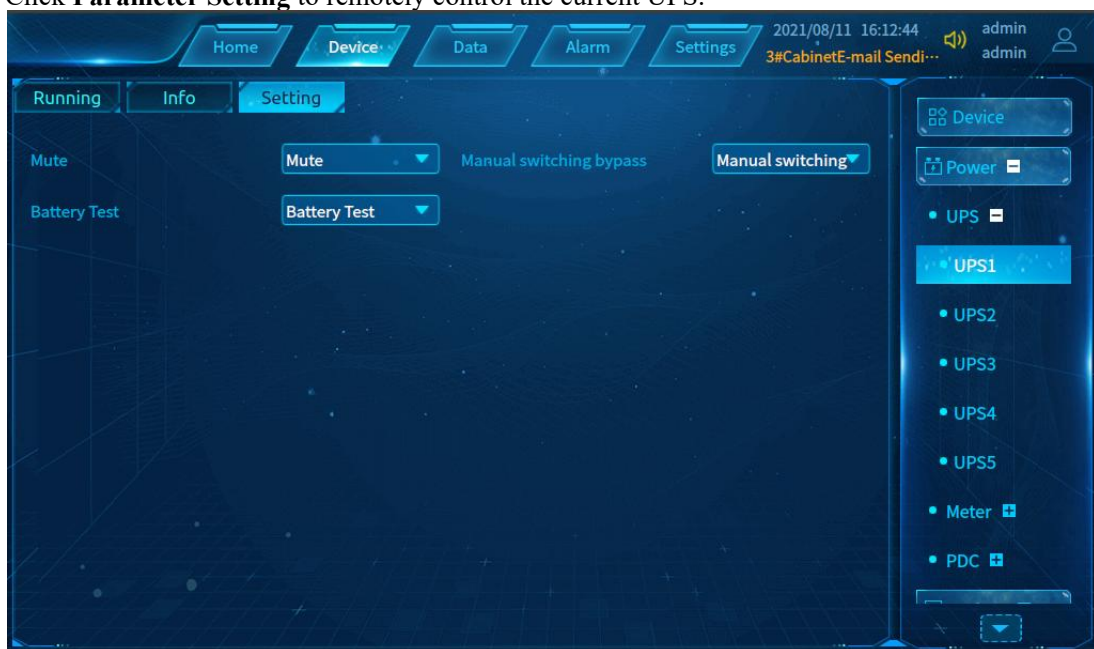 Click Parameter Setting to remotely control the current UPS.
Home Device Data Alarm Settings 2021/08/11 16:12:44 admin
3#CabinetE-mail Sendi··· admin
Running Info Setting
Device
Mute Mute Manual switching bypass Manual switching
Power
Battery Test Battery Test
UPS
UPS1
UPS2
UPS3
UPS4
UPS5
Meter
PDC